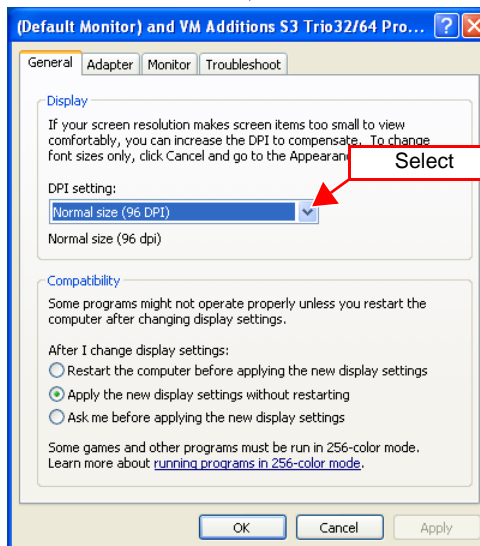 (Default Monitor) and VM Additions S3 Trio32/64 Pro...
General Adapter Monitor Troubleshoot
Display
If your screen resolution makes screen items too small to view
comfortably, you can increase the DPI to compensate. To change
font sizes only, click Cancel and go to the
Select
DPI setting:
Normal size (96 DPI)
Normal size (96 dpi)
Compatibility
Some programs might not operate properly unless you restart the
computer after changing display settings.
After I change display settings:
Restart the computer before applying the new display settings
Apply the new display settings without restarting
Ask me before applying the new display settings
Some games and other programs must be run in 256-color mode.
Learn more about running programs in 256-color mode.
OK Cancel Apply